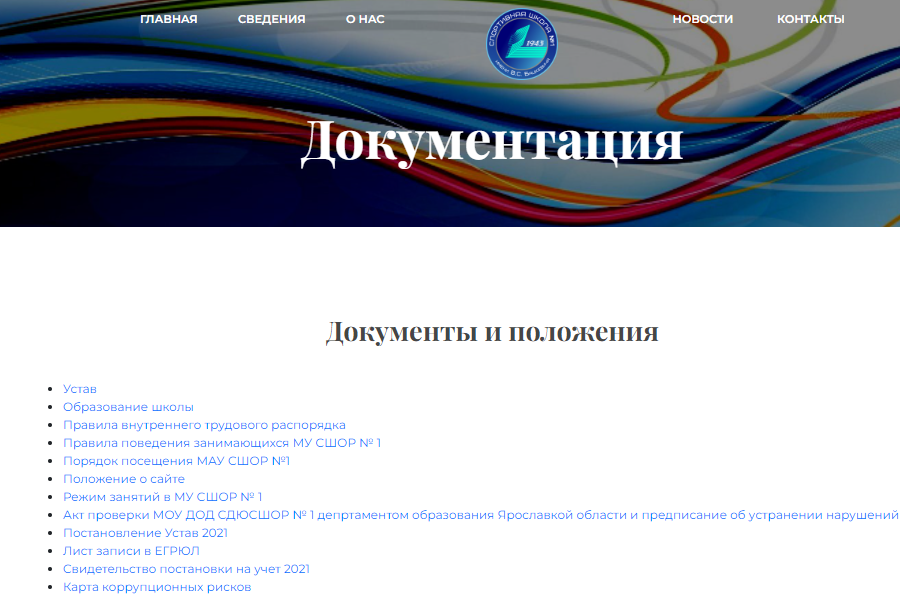 ГЛАВНАЯ СВЕДЕНИЯ О НАС НОВОСТИ КОНТАКТЫ
СПОРТИВНАЯ ШКОЛА №1
1943
имени В.С.
Документация
Документы и положения
Устав
Образование школы
Правила внутреннего трудового распорядка
Правила поведения занимающихся МУ СШОР № 1
Порядок посещения МАУ СШОР №1
Положение о сайте
Режим занятий в МУ СШОР № 1
Акт проверки МОУ ДОД СДЮСШОР № 1 депртаментом образования Ярославкой области и предписание об устранении нарушений
Постановление Устав 2021
Лист записи в ЕГРЮЛ
Свидетельство постановки на учет 2021
Карта коррупционных рисков